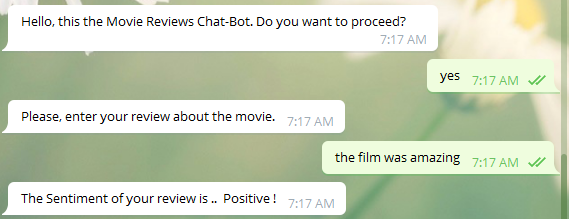 Hello, this the Movie Reviews Chat-Bot. Do you want to proceed?
7:17 AM
yes 7:17 AM
Please, enter your review about the movie. 7:17 AM
the film was amazing 7:17 AM
The Sentiment of your review is .. Positive ! 7:17 AM